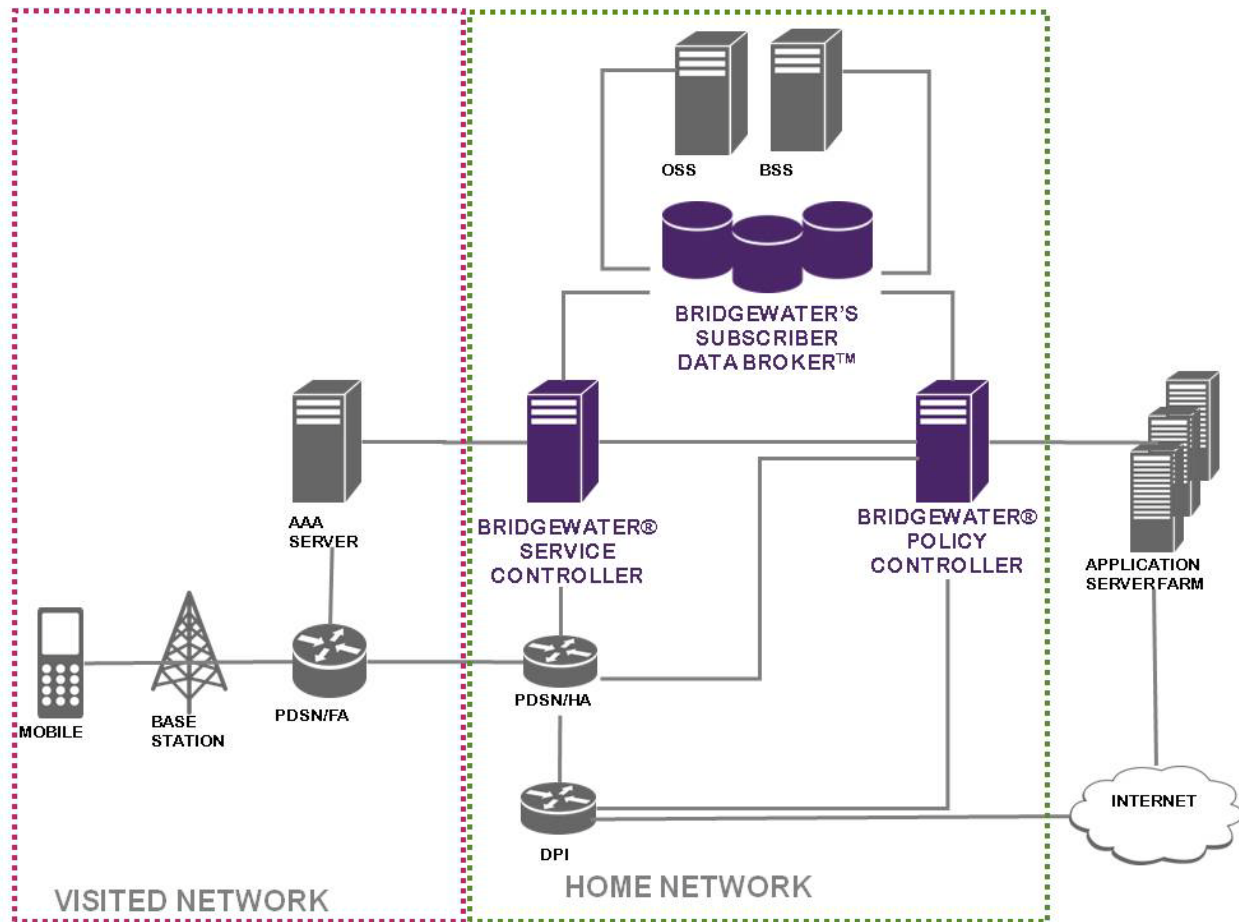 OSS
BSS
BRIDGEWATER'S
SUBSCRIBER
DATA BROKER™
AAA
SERVER
BRIDGEWATER®
SERVICE
CONTROLLER
BRIDGEWATER®
POLICY
CONTROLLER
APPLICATION
SERVER FARM
MOBILE
BASE
STATION
PDSN/FA
PDSN/HA
INTERNET
DPI
VISITED NETWORK
HOME NETWORK